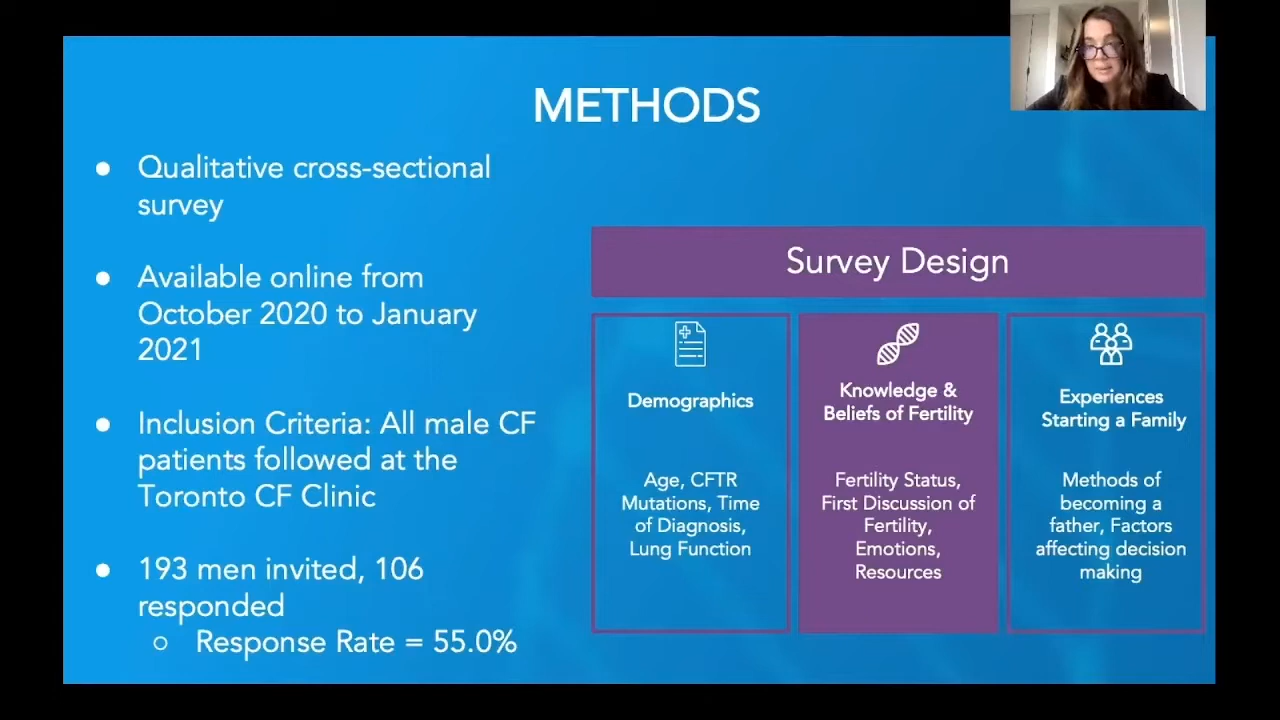 METHODS
● Qualitative cross-sectional
survey
● Available online from
October 2020 to January
2021
● Inclusion Criteria: All male CF
patients followed at the
Toronto CF Clinic
● 193 men invited, 106
responded
○ Response Rate = 55.0%
Survey Design
Demographics
Age, CFTR
Mutations, Time
of Diagnosis,
Lung Function
Knowledge &
Beliefs of Fertility
Fertility Status,
First Discussion of
Fertility,
Emotions,
Resources
Experiences
Starting a Family
Methods of
becoming a
father, Factors
affecting decision
making